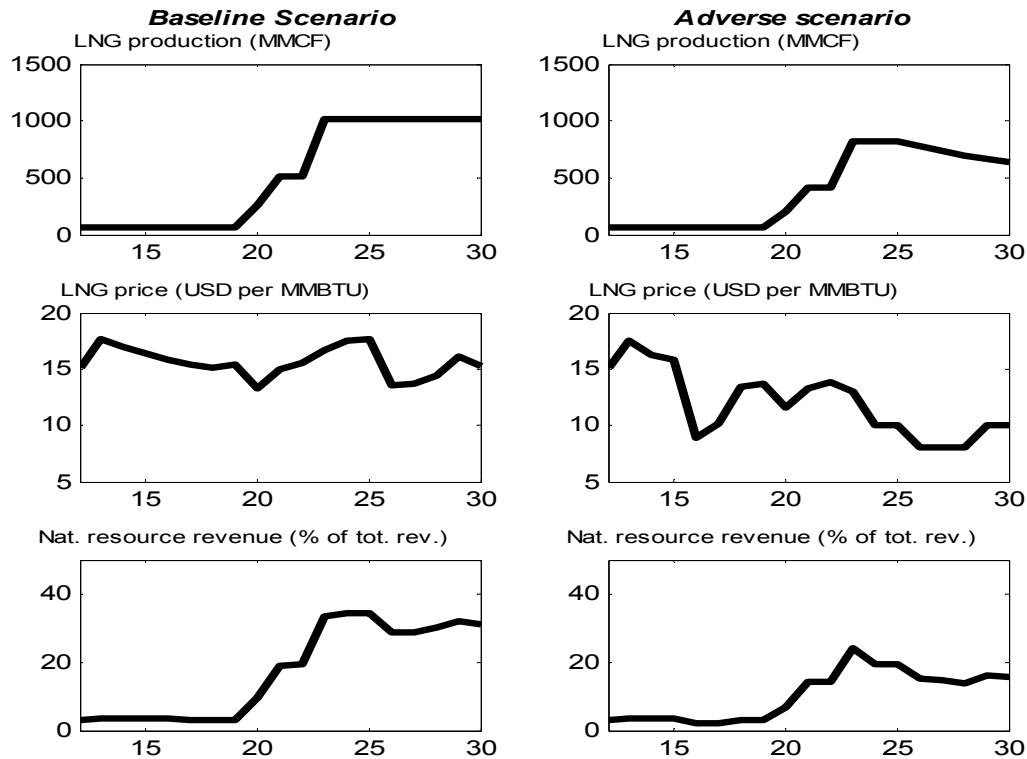 Baseline Scenario
LNG production (MMCF)
1500
1000
500
0
15 20 25 30
LNG price (USD per MMBTU)
20
15
10
5
15 20 25 30
Nat. resource revenue (% of tot. rev.)
40
20
0
15 20 25 30
Adverse scenario
LNG production (MMCF)
1500
1000
500
0
15 20 25 30
LNG price (USD per MMBTU)
20
15
10
5
15 20 25 30
Nat. resource revenue (% of tot. rev.)
40
20
0
15 20 25 30